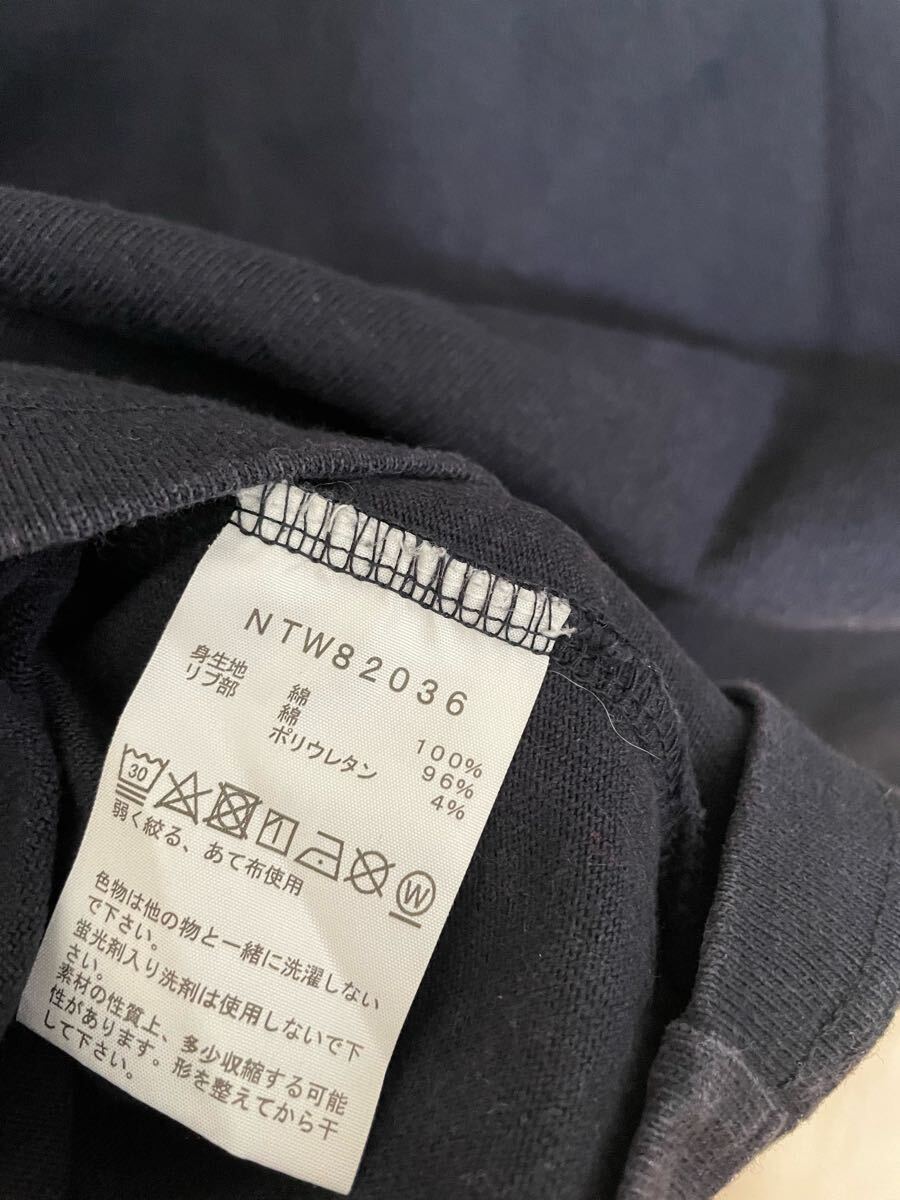 NTW82036
身生地 綿 100%
リブ部 綿 96%
ポリウレタン 4%
30
W
弱く絞る、あて布使用
色物は他の物と一緒に洗濯しない
で下さい。
蛍光剤入り洗剤は使用しないで下
さい。
素材の性質上、多少収縮する可能
性があります。形を整えてから干
して下さい。